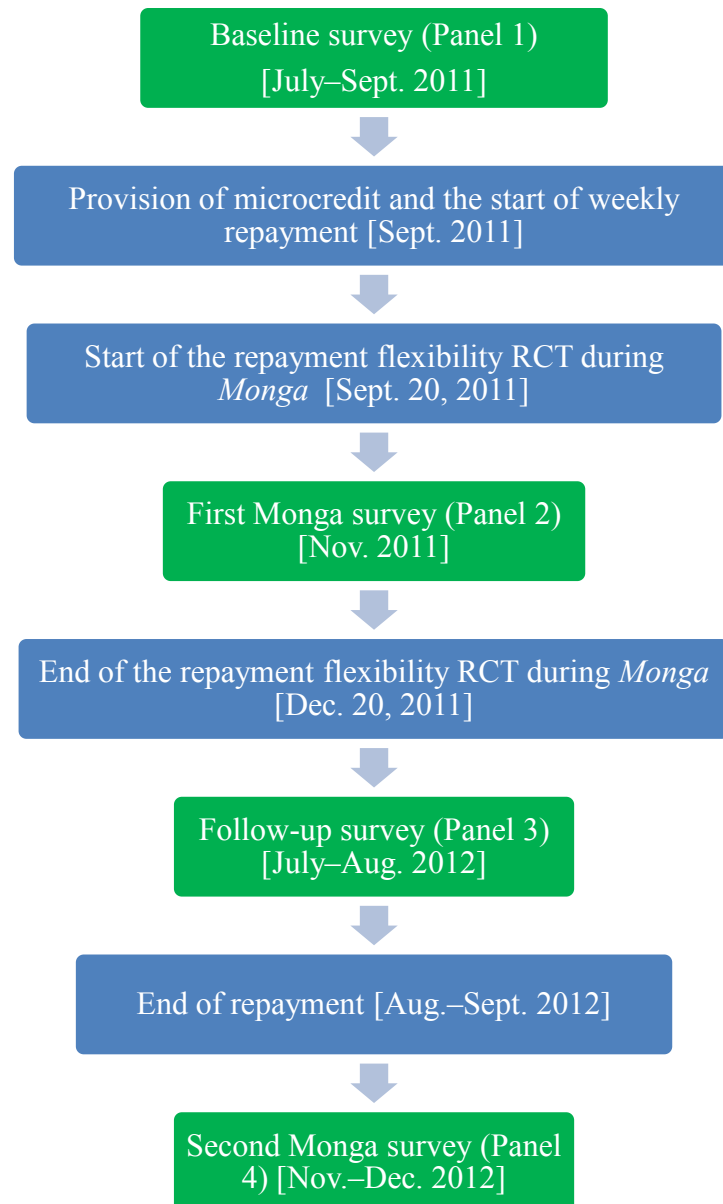 Baseline survey (Panel 1)
[July–Sept. 2011]
Provision of microcredit and the start of weekly
repayment [Sept. 2011]
Start of the repayment flexibility RCT during
Monga [Sept. 20, 2011]
First Monga survey (Panel 2)
[Nov. 2011]
End of the repayment flexibility RCT during Monga
[Dec. 20, 2011]
Follow-up survey (Panel 3)
[July–Aug. 2012]
End of repayment [Aug.–Sept. 2012]
Second Monga survey (Panel
4) [Nov.–Dec. 2012]